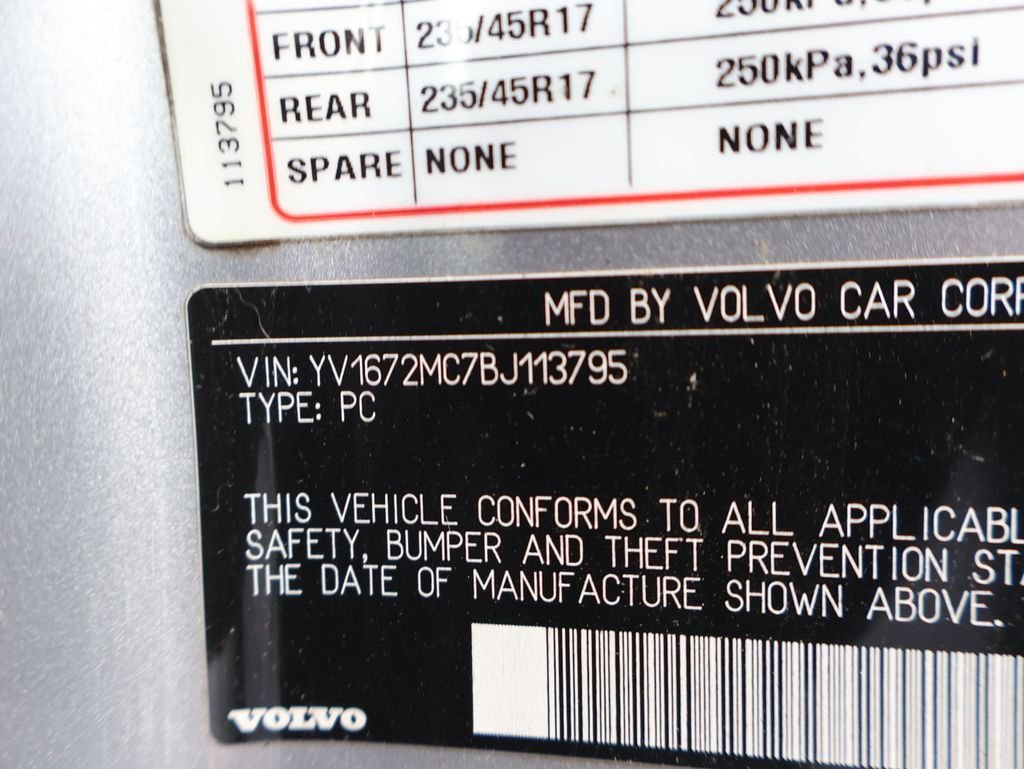 FRONT 235/45R17
REAR 235/45R17 250kPa,36psi
SPARE NONE NONE
113795
MFD BY VOLVO CAR
VIN: YV1672MC7BJ113795
TYPE: PC
THIS VEHICLE CONFORMS TO ALL
SAFETY, BUMPER AND THEFT PREVENTION
THE DATE OF MANUFACTURE SHOWN ABOVE.
VOLVO